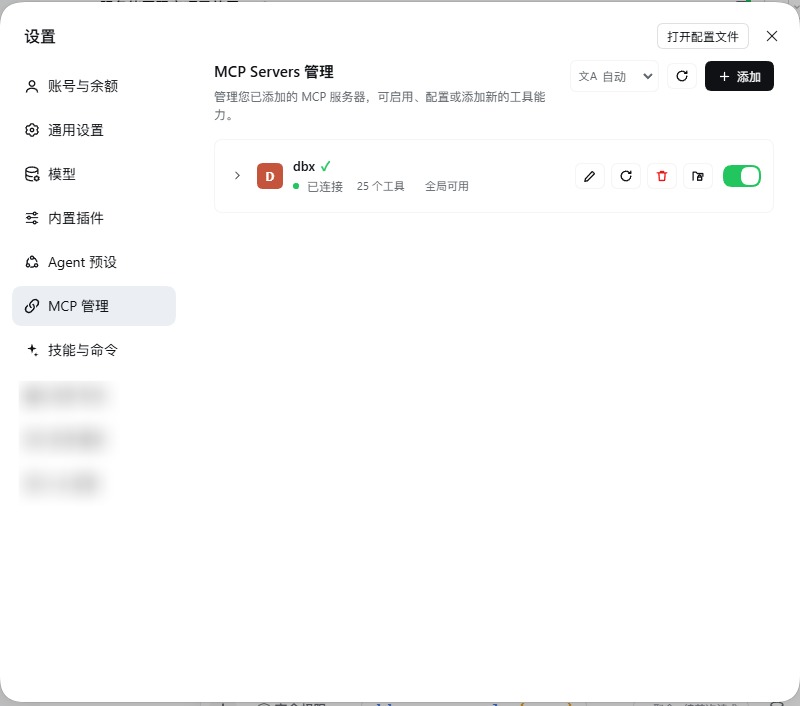 设置
打开配置文件
账号与余额
通用设置
模型
内置插件
Agent 预设
MCP 管理
技能与命令
MCP Servers 管理
管理您已添加的 MCP 服务器，可启用、配置或添加新的工具能
力。
文A 自动
添加
D
dbx
已连接 25 个工具 全局可用